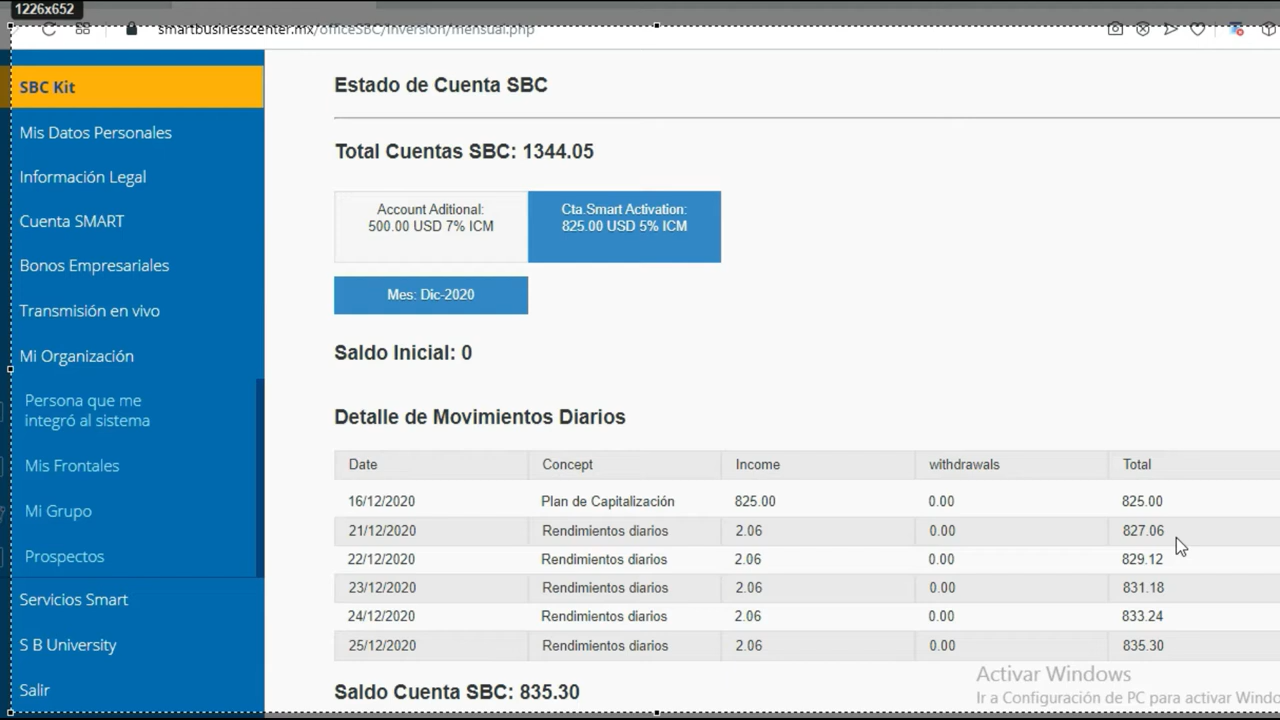 1226x652
smartbusinesscenter.mx/officeSBC/inversion/mensual.php
SBC Kit
Mis Datos Personales
Información Legal
Cuenta SMART
Bonos Empresariales
Transmisión en vivo
Mi Organización
Persona que me
integró al sistema
Mis Frontales
Mi Grupo
Prospectos
Servicios Smart
S B University
Salir
Estado de Cuenta SBC
Total Cuentas SBC: 1344.05
Account Aditional:
500.00 USD 7% ICM
Cta.Smart Activation:
825.00 USD 5% ICM
Mes: Dic-2020
Saldo Inicial: 0
Detalle de Movimientos Diarios
Date Concept Income withdrawals Total
16/12/2020 Plan de Capitalización 825.00 0.00 825.00
21/12/2020 Rendimientos diarios 2.06 0.00 827.06
22/12/2020 Rendimientos diarios 2.06 0.00 829.12
23/12/2020 Rendimientos diarios 2.06 0.00 831.18
24/12/2020 Rendimientos diarios 2.06 0.00 833.24
25/12/2020 Rendimientos diarios 2.06 0.00 835.30
Saldo Cuenta SBC: 835.30
Activar Windows
Ir a Configuración de PC para activar Windo